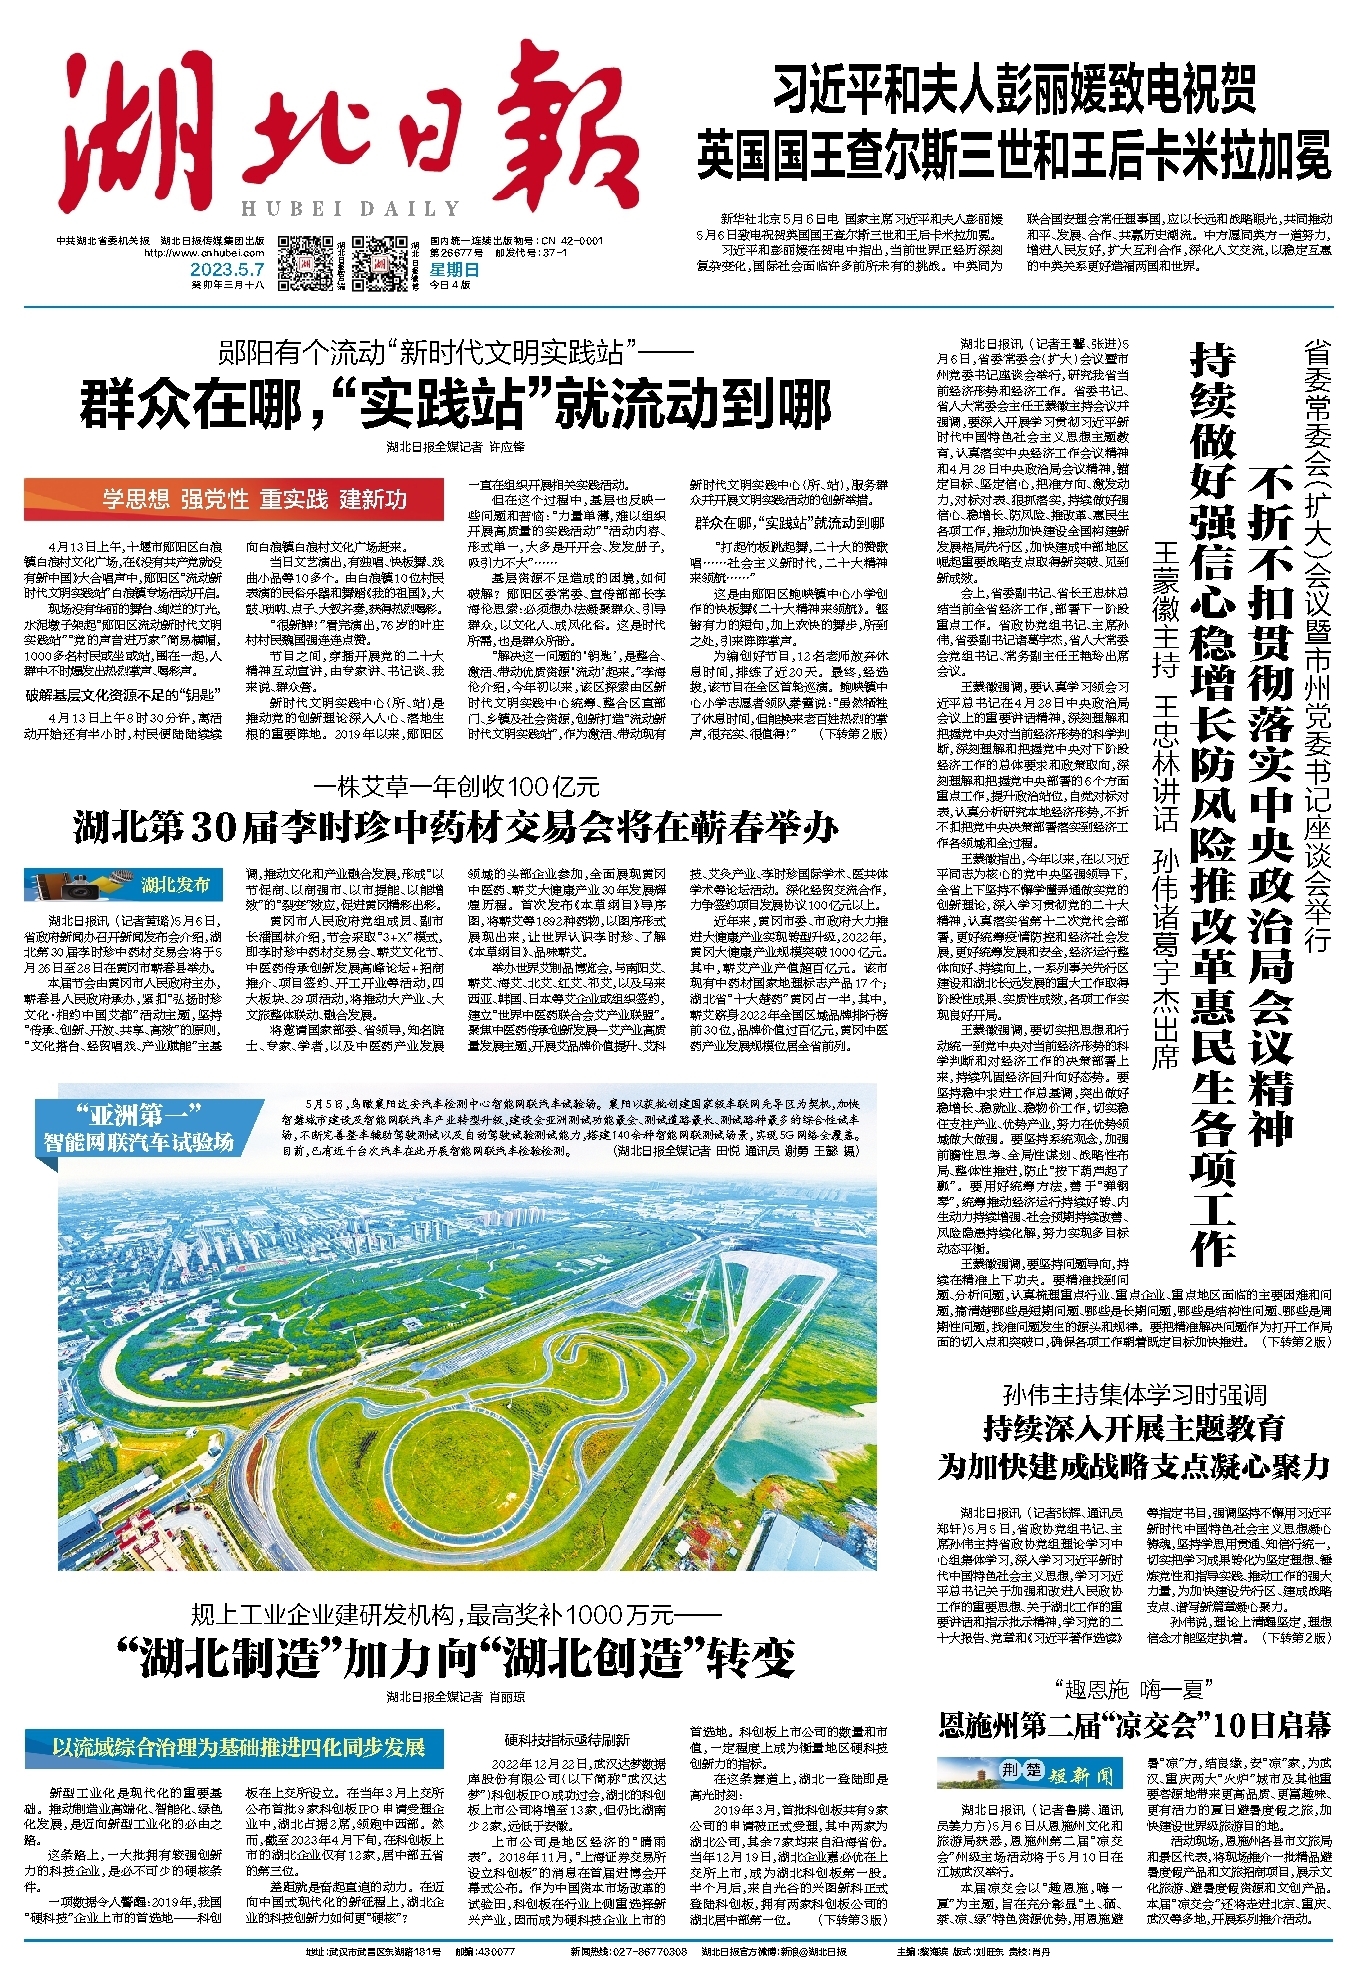 湖北日報
HUBEI DAILY
中共湖北省委机关报 湖北日报传媒集团出版
http://www.cnhubei.com
2023.5.7
癸卯年三月十八
国内统一连续出版物号：CN 42-0001
第26677号 邮发代号：37-1
星期日
今日4版
习近平和夫人彭丽媛致电祝贺
英国国王查尔斯三世和王后卡米拉加冕
新华社北京5月6日电 国家主席习近平和夫人彭丽媛
5月6日致电祝贺英国国王查尔斯三世和王后卡米拉加冕。
习近平和彭丽媛在贺电中指出，当前世界正经历深刻
复杂变化，国际社会面临许多前所未有的挑战。中英同为
联合国安理会常任理事国，应以长远和战略眼光，共同推动
和平、发展、合作、共赢历史潮流。中方愿同英方一道努力，
增进人民友好，扩大互利合作，深化人文交流，以稳定互惠
的中英关系更好造福两国和世界。
郧阳有个流动“新时代文明实践站”——
群众在哪，“实践站”就流动到哪
湖北日报全媒记者 许应锋
学思想 强党性 重实践 建新功
4月13日上午，十堰市郧阳区白浪
镇白浪村文化广场，在《没有共产党就没
有新中国》大合唱声中，郧阳区“流动新
时代文明实践站”白浪镇专场活动开启。
现场没有华丽的舞台、绚烂的灯光，
水泥墩子架起“郧阳区流动新时代文明
实践站”“党的声音进万家”简易横幅，
1000多名村民或坐或站，围在一起，人
群中不时爆发出热烈掌声、喝彩声。
破解基层文化资源不足的“钥匙”
4月13日上午8时30分许，离活
动开始还有半小时，村民便陆陆续续
向白浪镇白浪村文化广场赶来。
当日文艺演出，有独唱、快板舞、戏
曲小品等10多个。由白浪镇10位村民
表演的民俗乐器和舞蹈《我的祖国》，大
鼓、唢呐、点子、大钗齐奏，获得热烈喝彩。
“很新鲜！”看完演出，76岁的叶庄
村村民魏国强连连点赞。
节目之间，穿插开展党的二十大
精神互动宣讲，由专家讲、书记谈、我
来说、群众答。
新时代文明实践中心（所、站）是
推动党的创新理论深入人心、落地生
根的重要阵地。2019年以来，郧阳区
一直在组织开展相关实践活动。
但在这个过程中，基层也反映一
些问题和苦恼：“力量单薄，难以组织
开展高质量的实践活动”“活动内容、
形式单一，大多是开开会、发发册子，
吸引力不大”……
基层资源不足造成的困境，如何
破解？郧阳区委常委、宣传部部长李
海伦思索：必须想办法凝聚群众、引导
群众，以文化人、成风化俗。这是时代
所需，也是群众所盼。
“解决这一问题的‘钥匙’，是整合、
激活、带动优质资源‘流动’起来。”李海
伦介绍，今年初以来，该区探索由区新
时代文明实践中心统筹、整合区直部
门、乡镇及社会资源，创新打造“流动新
时代文明实践站”，作为激活、带动现有
新时代文明实践中心（所、站），服务群
众并开展文明实践活动的创新举措。
群众在哪，“实践站”就流动到哪
“打起竹板跳起舞，二十大的赞歌
唱……社会主义新时代，二十大精神
来领航……”
这是由郧阳区鲍峡镇中心小学创
作的快板舞《二十大精神来领航》。铿
锵有力的短句，加上欢快的舞步，所到
之处，引来阵阵掌声。
为编创好节目，12名老师放弃休
息时间，排练了近20天。最终，经选
拔，该节目在全区首轮巡演。鲍峡镇中
心小学志愿者领队蔡蕾说：“虽然牺牲
了休息时间，但能换来老百姓热烈的掌
声，很充实、很值得！” （下转第2版）
一株艾草一年创收100亿元
湖北第30届李时珍中药材交易会将在蕲春举办
湖北发布
湖北日报讯（记者黄璐）5月6日，
省政府新闻办召开新闻发布会介绍，湖
北第30届李时珍中药材交易会将于5
月26日至28日在黄冈市蕲春县举办。
本届节会由黄冈市人民政府主办，
蕲春县人民政府承办，紧扣“弘扬时珍
文化·相约中国艾都”活动主题，坚持
“传承、创新、开放、共享、高效”的原则，
“文化搭台、经贸唱戏、产业赋能”主基
调，推动文化和产业融合发展，形成“以
节促商、以商强市、以市提能、以能增
效”的“裂变”效应，促进黄冈精彩出彩。
黄冈市人民政府党组成员、副市
长潘国林介绍，节会采取“3+X”模式，
即李时珍中药材交易会、蕲艾文化节、
中医药传承创新发展高峰论坛+招商
推介、项目签约、开工开业等活动，四
大板块、29项活动，将推动大产业、大
文旅整体联动、融合发展。
将邀请国家部委、省领导，知名院
士、专家、学者，以及中医药产业发展
领域的头部企业参加，全面展现黄冈
中医药、蕲艾大健康产业30年发展辉
煌历程。首次发布《本草纲目》导序
图，将蕲艾等1892种药物，以图序形式
展现出来，让世界认识李时珍、了解
《本草纲目》、品味蕲艾。
举办世界艾制品博览会，与南阳艾、
蕲艾、海艾、北艾、红艾、祁艾，以及马来
西亚、韩国、日本等艾企业或组织签约，
建立“世界中医药联合会艾产业联盟”。
聚焦中医药传承创新发展—艾产业高质
量发展主题，开展艾品牌价值提升、艾科
技、艾灸产业、李时珍国际学术、医共体
学术等论坛活动。深化经贸交流合作，
力争签约项目发展协议100亿元以上。
近年来，黄冈市委、市政府大力推
进大健康产业实现转型升级，2022年，
黄冈大健康产业规模突破1000亿元。
其中，蕲艾产业产值超百亿元。该市
现有中药材国家地理标志产品17个；
湖北省“十大楚药”黄冈占一半，其中，
蕲艾跻身2022年全国区域品牌排行榜
前30位，品牌价值过百亿元，黄冈中医
药产业发展规模位居全省前列。
“亚洲第一”
智能网联汽车试验场
5月5日，鸟瞰襄阳达安汽车检测中心智能网联汽车试验场。襄阳以获批创建国家级车联网先导区为契机，加快
智慧城市建设及智能网联汽车产业转型升级，建设全亚洲测试功能最全、测试道路最长、测试路种最多的综合性试车
场，不断完善整车辅助驾驶测试以及自动驾驶试验测试能力，搭建140余种智能网联测试场景，实现5G网络全覆盖。
目前，已有近千台次汽车在此开展智能网联汽车检验检测。 （湖北日报全媒记者 田悦 通讯员 谢勇 王懿 摄）
规上工业企业建研发机构，最高奖补1000万元——
“湖北制造”加力向“湖北创造”转变
湖北日报全媒记者 肖丽琼
以流域综合治理为基础推进四化同步发展
新型工业化是现代化的重要基
础。推动制造业高端化、智能化、绿色
化发展，是迈向新型工业化的必由之
路。
这条路上，一大批拥有较强创新
力的科技企业，是必不可少的硬核条
件。
一项数据令人警醒：2019年，我国
“硬科技”企业上市的首选地——科创
板在上交所设立。在当年3月上交所
公布首批9家科创板IPO申请受理企
业中，湖北占据2席，领跑中西部。然
而，截至2023年4月下旬，在科创板上
市的湖北企业仅有12家，居中部五省
的第三位。
差距就是奋起直追的动力。在迈
向中国式现代化的新征程上，湖北企
业的科技创新力如何更“硬核”？
硬科技指标亟待刷新
2022年12月22日，武汉达梦数据
库股份有限公司（以下简称“武汉达
梦”）科创板IPO成功过会，湖北的科创
板上市公司将增至13家，但仍比湖南
少2家，远低于安徽。
上市公司是地区经济的“晴雨
表”。2018年11月，“上海证券交易所
设立科创板”的消息在首届进博会开
幕式公布。作为中国资本市场改革的
试验田，科创板在行业上侧重选择新
兴产业，因而成为硬科技企业上市的
首选地。科创板上市公司的数量和市
值，一定程度上成为衡量地区硬科技
创新力的指标。
在这条赛道上，湖北一登陆即是
高光时刻：
2019年3月，首批科创板共有9家
公司的申请被正式受理，其中两家为
湖北公司，其余7家均来自沿海省份。
当年12月19日，湖北企业嘉必优在上
交所上市，成为湖北科创板第一股。
半个月后，来自光谷的兴图新科正式
登陆科创板，拥有两家科创板公司的
湖北居中部第一位。 （下转第3版）
省委常委会（扩大）会议暨市州党委书记座谈会举行
不折不扣贯彻落实中央政治局会议精神
持续做好强信心稳增长防风险推改革惠民生各项工作
王蒙徽主持 王忠林讲话 孙伟诸葛宇杰出席
湖北日报讯（记者王馨、张进）5
月6日，省委常委会（扩大）会议暨市
州党委书记座谈会举行，研究我省当
前经济形势和经济工作。省委书记、
省人大常委会主任王蒙徽主持会议并
强调，要深入开展学习贯彻习近平新
时代中国特色社会主义思想主题教
育，认真落实中央经济工作会议精神
和4月28日中央政治局会议精神，锚
定目标、坚定信心，把准方向、激发动
力，对标对表、狠抓落实，持续做好强
信心、稳增长、防风险、推改革、惠民生
各项工作，推动加快建设全国构建新
发展格局先行区，加快建成中部地区
崛起重要战略支点取得新突破、见到
新成效。
会上，省委副书记、省长王忠林总
结当前全省经济工作，部署下一阶段
重点工作。省政协党组书记、主席孙
伟，省委副书记诸葛宇杰，省人大常委
会党组书记、常务副主任王艳玲出席
会议。
王蒙徽强调，要认真学习领会习
近平总书记在4月28日中央政治局
会议上的重要讲话精神，深刻理解和
把握党中央对当前经济形势的科学判
断，深刻理解和把握党中央对下阶段
经济工作的总体要求和政策取向，深
刻理解和把握党中央部署的6个方面
重点工作，提升政治站位，自觉对标对
表，认真分析研究本地经济形势，不折
不扣把党中央决策部署落实到经济工
作各领域和全过程。
王蒙徽指出，今年以来，在以习近
平同志为核心的党中央坚强领导下，
全省上下坚持不懈学懂弄通做实党的
创新理论，深入学习贯彻党的二十大
精神，认真落实省第十二次党代会部
署，更好统筹疫情防控和经济社会发
展，更好统筹发展和安全，经济运行整
体向好、持续向上，一系列事关先行区
建设和湖北长远发展的重大工作取得
阶段性成果、实质性成效，各项工作实
现良好开局。
王蒙徽强调，要切实把思想和行
动统一到党中央对当前经济形势的科
学判断和对经济工作的决策部署上
来，持续巩固经济回升向好态势。要
坚持稳中求进工作总基调，突出做好
稳增长、稳就业、稳物价工作，切实稳
住支柱产业、优势产业，努力在优势领
域做大做强。要坚持系统观念，加强
前瞻性思考、全局性谋划、战略性布
局、整体性推进，防止“按下葫芦起了
瓢”。要用好统筹方法，善于“弹钢
琴”，统筹推动经济运行持续好转、内
生动力持续增强、社会预期持续改善、
风险隐患持续化解，努力实现多目标
动态平衡。
王蒙徽强调，要坚持问题导向，持
续在精准上下功夫。要精准找到问
题、分析问题，认真梳理重点行业、重点企业、重点地区面临的主要困难和问
题，搞清楚哪些是短期问题、哪些是长期问题，哪些是结构性问题、哪些是周
期性问题，找准问题发生的源头和规律。要把精准解决问题作为打开工作局
面的切入点和突破口，确保各项工作朝着既定目标加快推进。（下转第2版）
孙伟主持集体学习时强调
持续深入开展主题教育
为加快建成战略支点凝心聚力
湖北日报讯（记者张辉、通讯员
郑轩）5月5日，省政协党组书记、主
席孙伟主持省政协党组理论学习中
心组集体学习，深入学习习近平新时
代中国特色社会主义思想，学习习近
平总书记关于加强和改进人民政协
工作的重要思想、关于湖北工作的重
要讲话和指示批示精神，学习党的二
十大报告、党章和《习近平著作选读》
等指定书目，强调坚持不懈用习近平
新时代中国特色社会主义思想凝心
铸魂，坚持学思用贯通、知信行统一，
切实把学习成果转化为坚定理想、锤
炼党性和指导实践、推动工作的强大
力量，为加快建设先行区、建成战略
支点、谱写新篇章凝心聚力。
孙伟说，理论上清醒坚定，理想
信念才能坚定执着。（下转第2版）
“趣恩施 嗨一夏”
恩施州第二届“凉交会”10日启幕
荆楚短新闻
湖北日报讯（记者鲁腾、通讯
员姜力方）5月6日从恩施州文化和
旅游局获悉，恩施州第二届“凉交
会”州级主场活动将于5月10日在
江城武汉举行。
本届凉交会以“趣恩施，嗨一
夏”为主题，旨在充分彰显“土、硒、
茶、凉、绿”特色资源优势，用恩施避
暑“凉”方，结良缘，安“凉”家，为武
汉、重庆两大“火炉”城市及其他重
要客源地带来更高品质、更富趣味、
更有活力的夏日避暑度假之旅，加
快建设世界级旅游目的地。
活动现场，恩施州各县市文旅局
和景区代表，将现场推介一批精品避
暑度假产品和文旅招商项目，展示文
化旅游、避暑度假资源和文创产品。
本届“凉交会”还将走进北京、重庆、
武汉等多地，开展系列推介活动。
地址：武汉市武昌区东湖路181号 邮编：430077 新闻热线：027-86770308 湖北日报官方微博：新浪@湖北日报 主编：黎海滨 版式：刘旺东 责校：肖丹